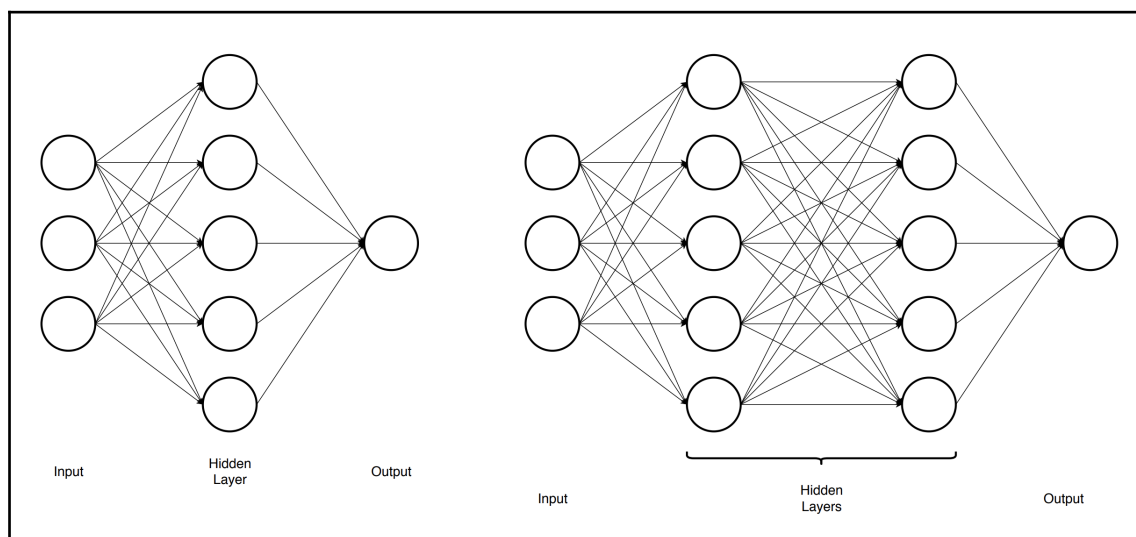 Input
Hidden
Layer
Output
Input
Hidden
Layers
Output